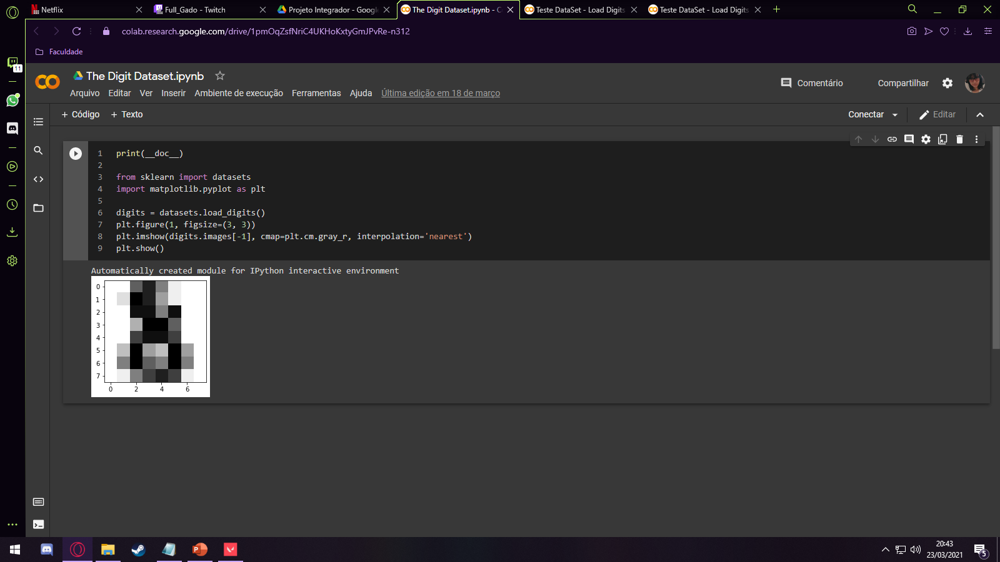 Netflix
Full_Gado - Twitch
Projeto Integrador - Googl
The Digit Dataset.ipynb - C
Teste DataSet - Load Digits
Teste DataSet - Load Digits
colab.research.google.com/drive/1pmOqZsfNriC4UKHoKxtyGmJPvRe-n312
Faculdade
11
The Digit Dataset.ipynb
Comentário
Compartilhar
Arquivo Editar Ver Inserir Ambiente de execução Ferramentas Ajuda Última edição em 18 de março
+ Código + Texto
Conectar
Editar
1 print(__doc__)
2
3 from sklearn import datasets
4 import matplotlib.pyplot as plt
5
6 digits = datasets.load_digits()
7 plt.figure(1, figsize=(3, 3))
8 plt.imshow(digits.images[-1], cmap=plt.cm.gray_r, interpolation='nearest')
9 plt.show()
Automatically created module for IPython interactive environment
0
1
2
3
4
5
6
7
0 2 4 6
20:43
23/03/2021
5